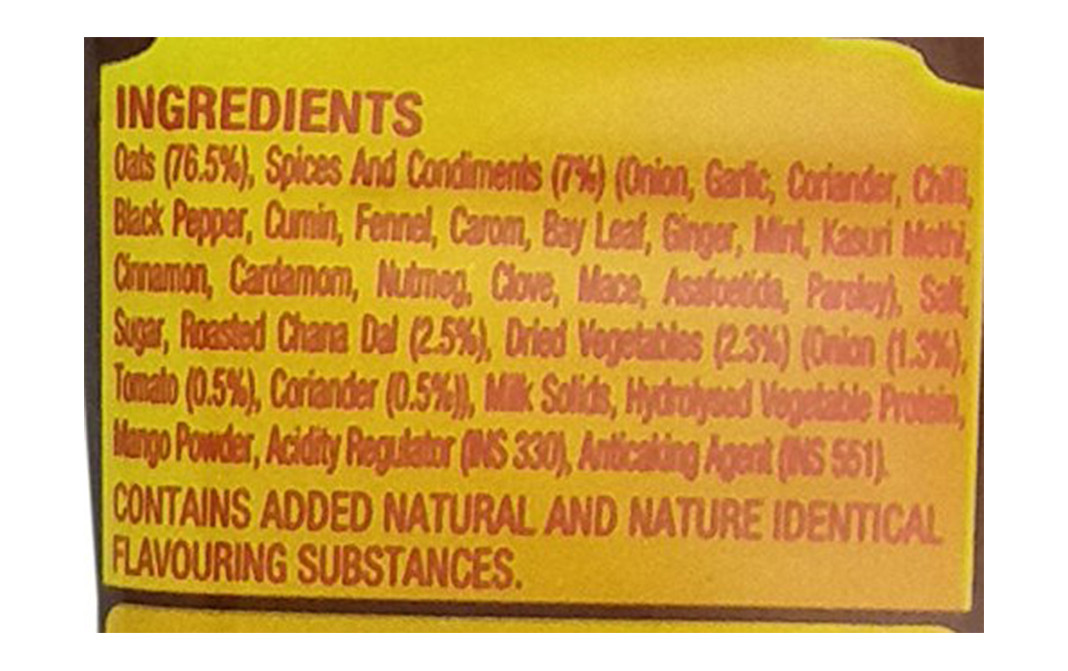 INGREDIENTS
Oats (76.5%), Spices And Condiments (7%) (Onion, Garlic, Coriander, Chilli,
Black Pepper, Cumin, Fennel, Carom, Bay Leaf, Ginger, Mint, Kasuri Methi,
Cinnamon, Cardamom, Nutmeg, Clove, Mace, Asafoetida, Parsley), Salt,
Sugar, Roasted Chana Dal (2.5%), Dried Vegetables (2.3%) (Onion (1.3%),
Tomato (0.5%), Coriander (0.5%)), Milk Solids, Hydrolysed Vegetable Protein,
Mango Powder, Acidity Regulator (INS 330), Anticaking Agent (INS 551).
CONTAINS ADDED NATURAL AND NATURE IDENTICAL
FLAVOURING SUBSTANCES.